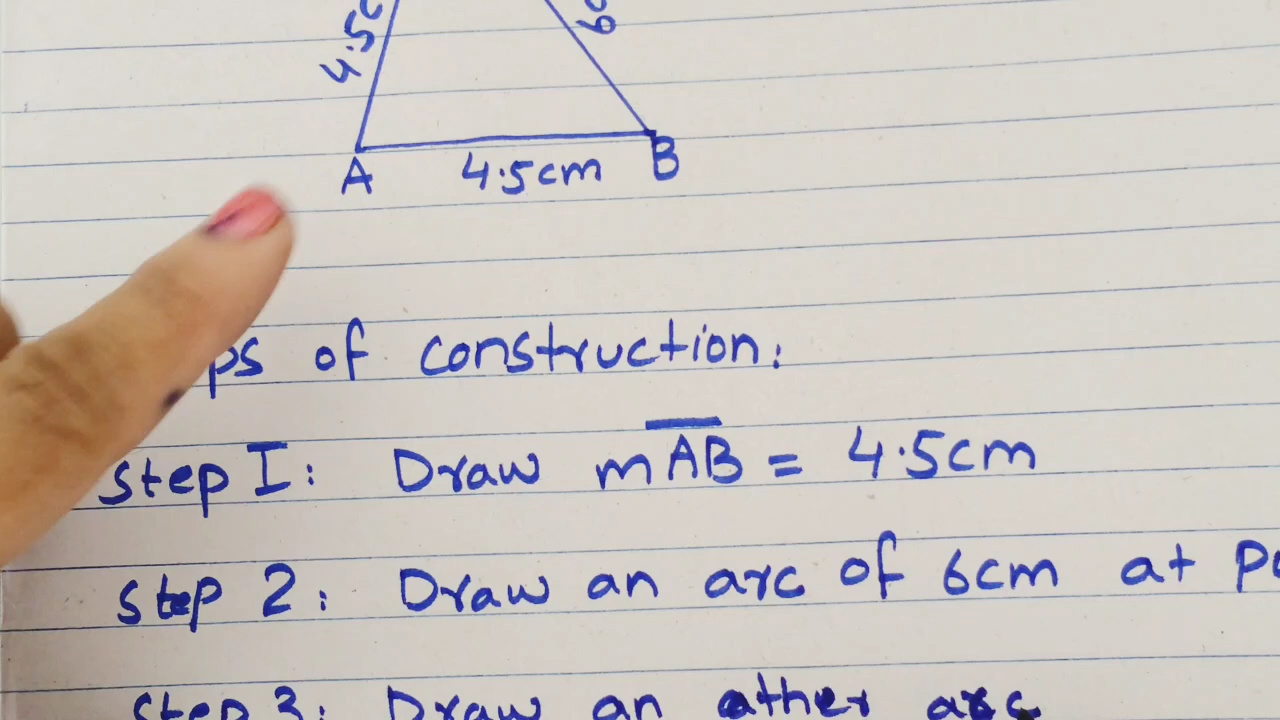 4.5c
6c
A
4.5cm
B
ps of construction:
Step I: Draw mAB = 4.5cm
Step 2: Draw an arc of 6cm at Po
Step 3: Draw an other arc